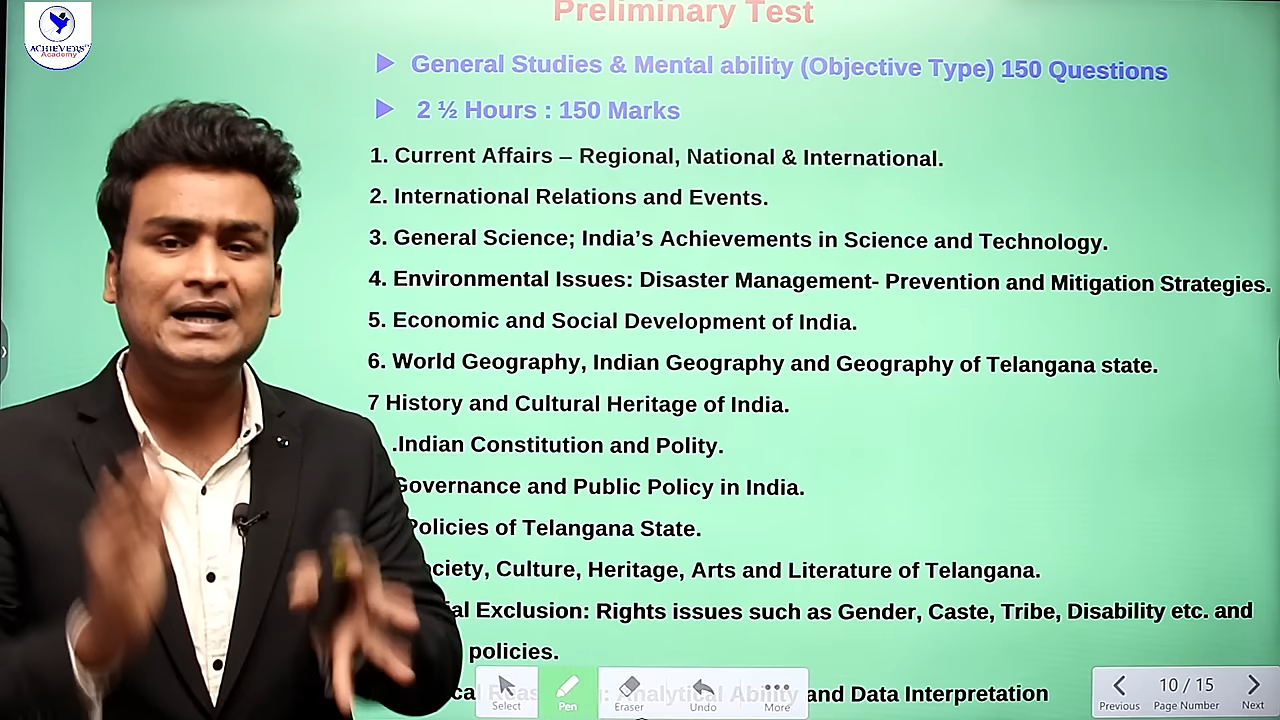 ACHIEVERS'
Academy
Preliminary Test
General Studies & Mental ability (Objective Type) 150 Questions
2 ½ Hours : 150 Marks
1. Current Affairs – Regional, National & International.
2. International Relations and Events.
3. General Science; India's Achievements in Science and Technology.
4. Environmental Issues: Disaster Management- Prevention and Mitigation Strategies.
5. Economic and Social Development of India.
6. World Geography, Indian Geography and Geography of Telangana state.
7 History and Cultural Heritage of India.
.Indian Constitution and Polity.
Governance and Public Policy in India.
Policies of Telangana State.
Culture, Heritage, Arts and Literature of Telangana.
Exclusion: Rights issues such as Gender, Caste, Tribe, Disability etc. and
policies.
Analytical Ability and Data Interpretation
Select Pen Eraser Undo More
Previous 10 / 15 Page Number Next